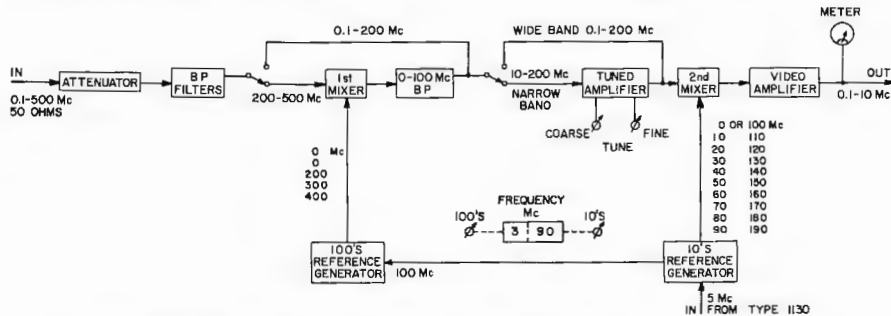 METER
0.1-200 Mc
WIDE BAND 0.1-200 Mc
IN
0.1-500 Mc
50 OHMS
ATTENUATOR
BP
FILTERS
200-500 Mc
1st
MIXER
0-100 Mc
BP
10-200 Mc
NARROW
BAND
TUNED
AMPLIFIER
2nd
MIXER
VIDEO
AMPLIFIER
OUT
0.1-10 Mc
COARSE
FINE
TUNE
0 Mc
0
200
300
400
0 OR 100 Mc
10 110
20 120
30 130
40 140
50 150
60 160
70 170
80 180
90 190
FREQUENCY
Mc
100'S
3 90
10'S
100'S
REFERENCE
GENERATOR
100 Mc
10'S
REFERENCE
GENERATOR
5 Mc
IN FROM TYPE 1130